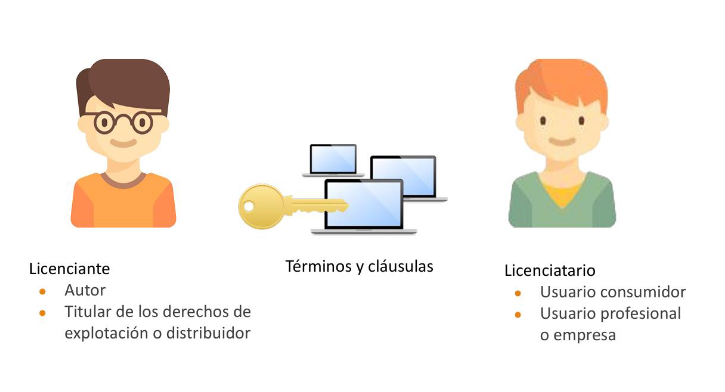 Licenciante
• Autor
• Titular de los derechos de
explotación o distribuidor
Términos y cláusulas
Licenciatario
• Usuario consumidor
• Usuario profesional
o empresa